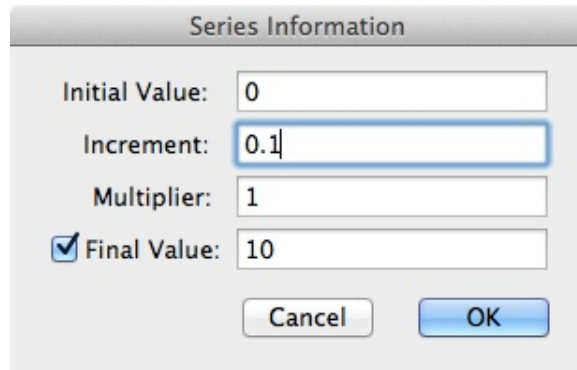 Series Information
Initial Value: 0
Increment: 0.1
Multiplier: 1
Final Value: 10
Cancel OK